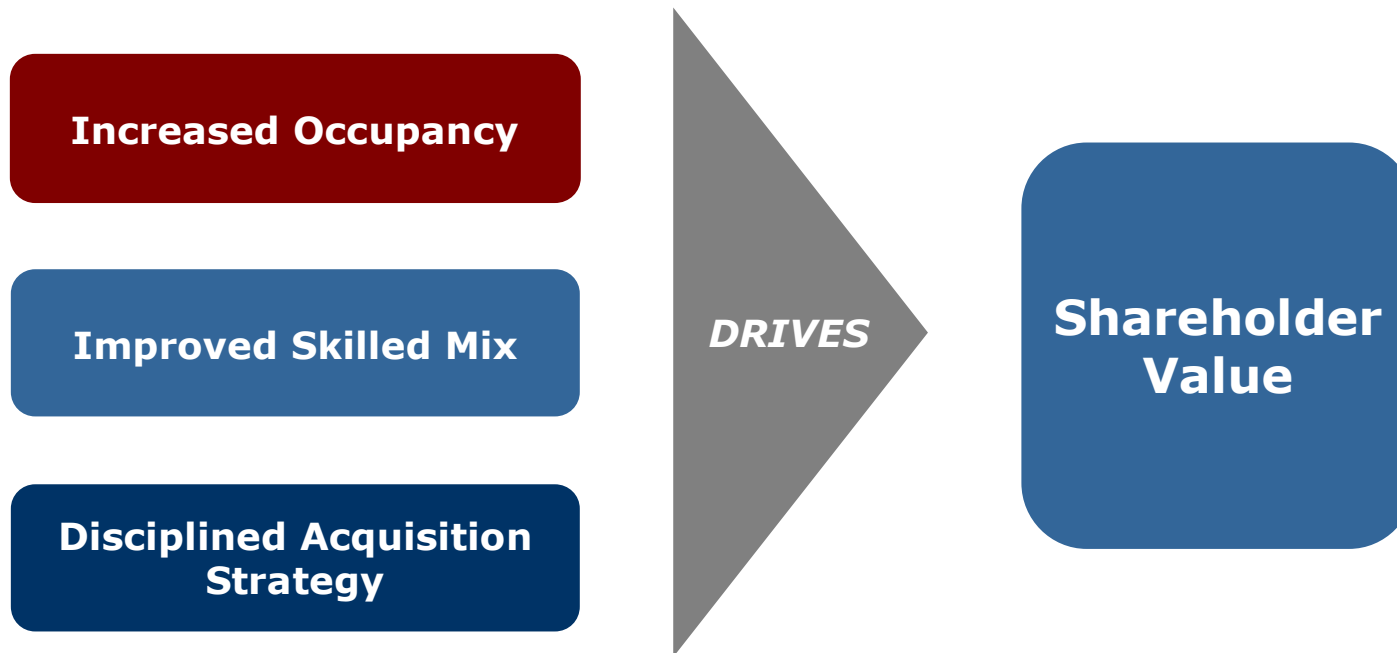 Increased Occupancy
Improved Skilled Mix
Disciplined Acquisition
Strategy
DRIVES
Shareholder
Value